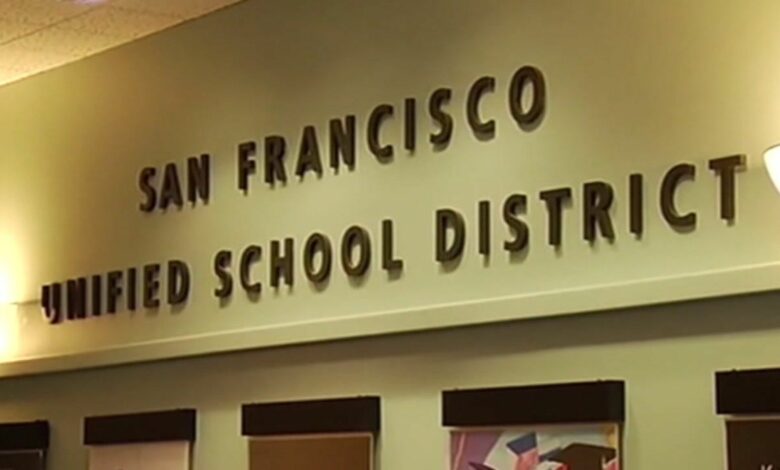 SAN FRANCISCO
UNIFIED SCHOOL DISTRICT